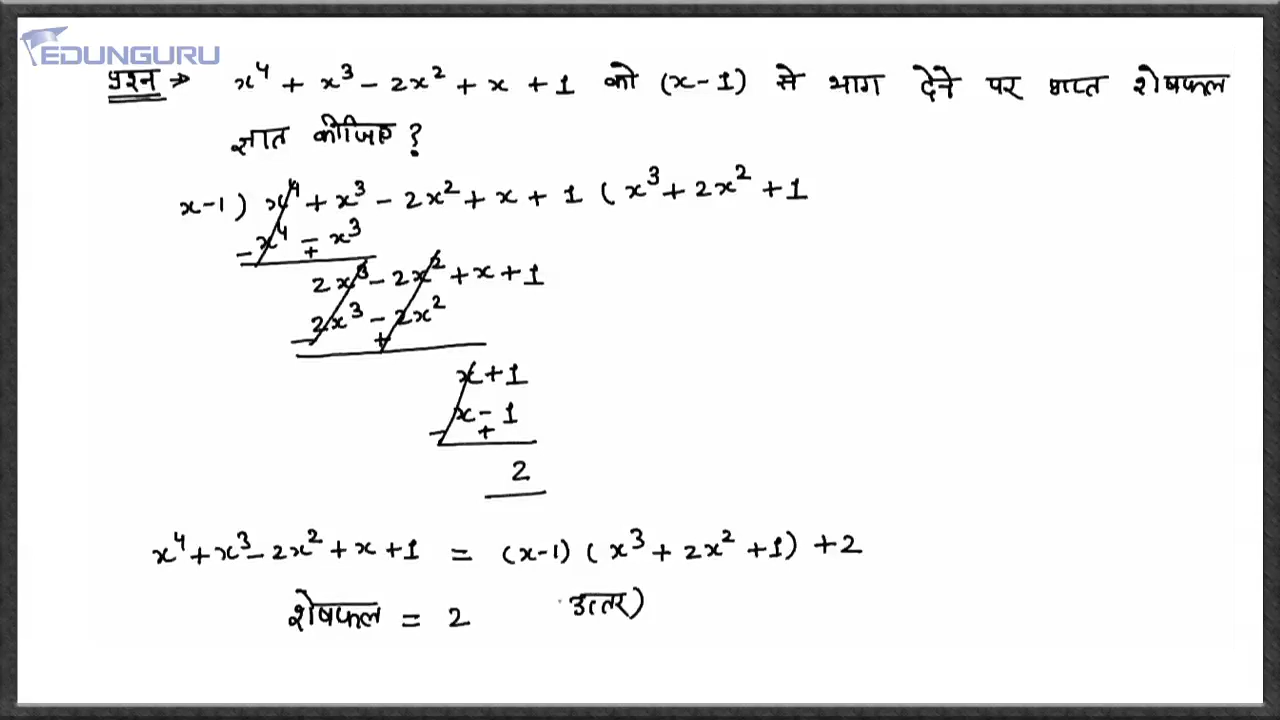 EDUNGURU
प्रश्न → x⁴ + x³ - 2x² + x + 1 को (x-1) से भाग देने पर प्राप्त शेषफल
ज्ञात कीजिए ?
x-1) x⁴ + x³ - 2x² + x + 1 ( x³ + 2x² + 1
- x⁴ - x³
+
2x³ - 2x² + x + 1
2x³ - 2x²
- +
x + 1
x - 1
- +
2
x⁴ + x³ - 2x² + x + 1 = (x-1) ( x³ + 2x² + 1) + 2
शेषफल = 2 उत्तर)